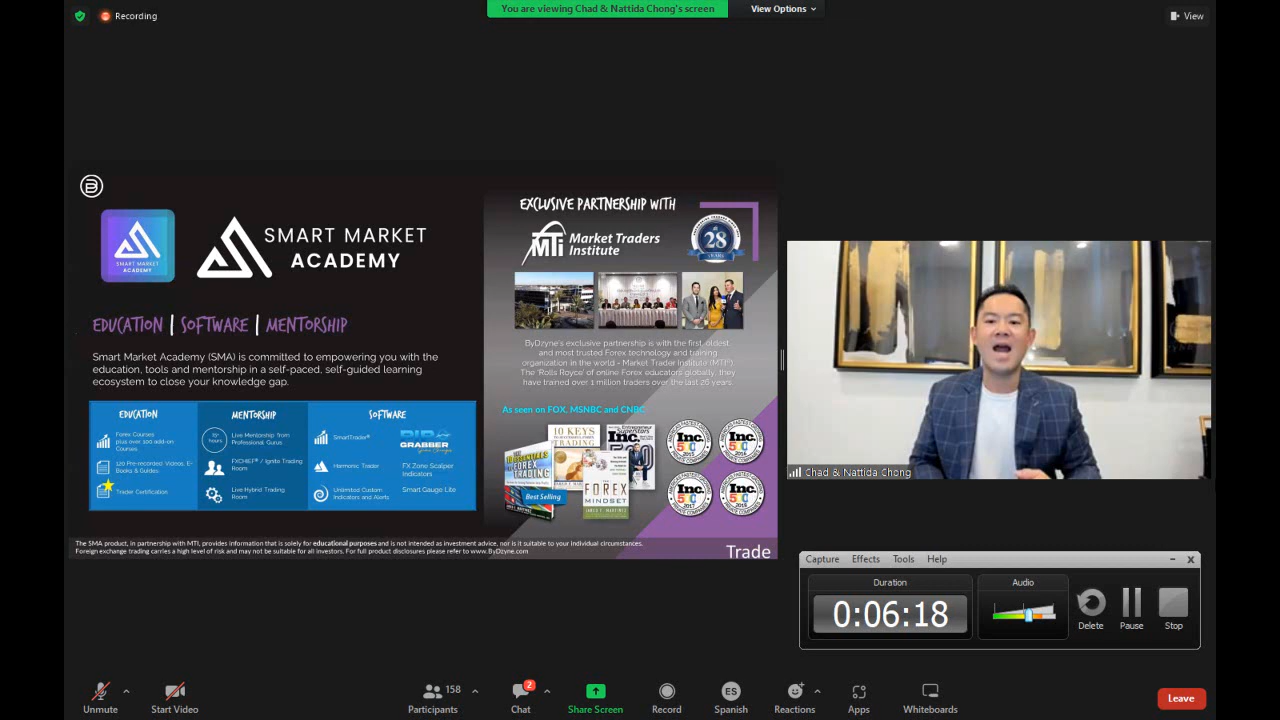 Recording
You are viewing Chad & Nattida Chong's screen
View Options
View
SMART MARKET
ACADEMY
SMART MARKET
ACADEMY
EDUCATION | SOFTWARE | MENTORSHIP
Smart Market Academy (SMA) is committed to empowering you with the
education, tools and mentorship in a self-paced, self-guided learning
ecosystem to close your knowledge gap.
EDUCATION
Forex Courses
plus over 100 add-on
Courses
120 Pre-recorded Videos, E-
Books & Guides
Trader Certification
MENTORSHIP
hours
Live Mentorship from
Professional Gurus
FXCHIEF® / Ignite Trading
Room
Live Hybrid Trading
Room
SOFTWARE
SmartTrader®
Harmonic Trader
Unlimited Custom
Indicators and Alerts
PIP
GRABBER
FX Zone Scalper
Indicators
Smart Gauge Lite
EXCLUSIVE PARTNERSHIP WITH
MTI
Market Traders
Institute
28
YEARS
ByDzyne's exclusive partnership is with the first, oldest,
and most trusted Forex technology and training
organization in the world - Market Trader Institute (MTI®).
The 'Rolls Royce' of online Forex educators globally, they
have trained over 1 million traders over the last 26 years.
As seen on FOX, MSNBC and CNBC
10 KEYS
FOREX
TRADING
Best Selling
THE
FOREX
MINDSET
Entrepreneur
Superstars
Inc.
Inc.
500
Inc.
500
Inc.
500
Inc.
500
The SMA product, in partnership with MTI, provides information that is solely for educational purposes and is not intended as investment advice, nor is it suitable to your individual circumstances.
Foreign exchange trading carries a high level of risk and may not be suitable for all investors. For full product disclosures please refer to www.ByDzyne.com
Trade
Chad & Nattida Chong
Capture Effects Tools Help
Duration
0:06:18
Audio
Delete
Pause
Stop
Unmute
Start Video
158
Participants
2
Chat
Share Screen
Record
ES
Spanish
Reactions
Apps
Whiteboards
Leave